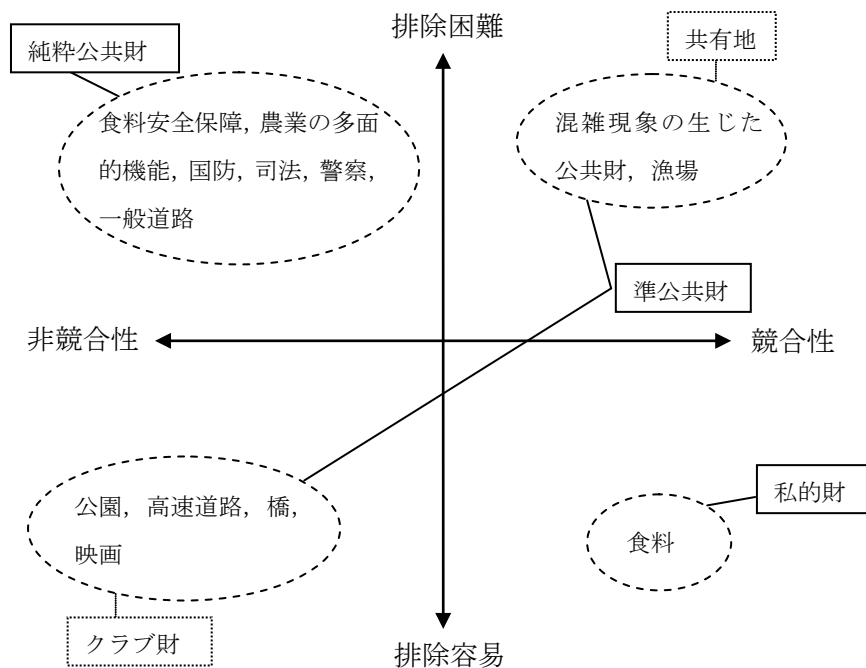 排除困難
純粋公共財
共有地
食料安全保障, 農業の多面
的機能, 国防, 司法, 警察,
一般道路
混雑現象の生じた
公共財, 漁場
準公共財
非競合性
競合性
公園, 高速道路, 橋,
映画
私的財
食料
クラブ財
排除容易